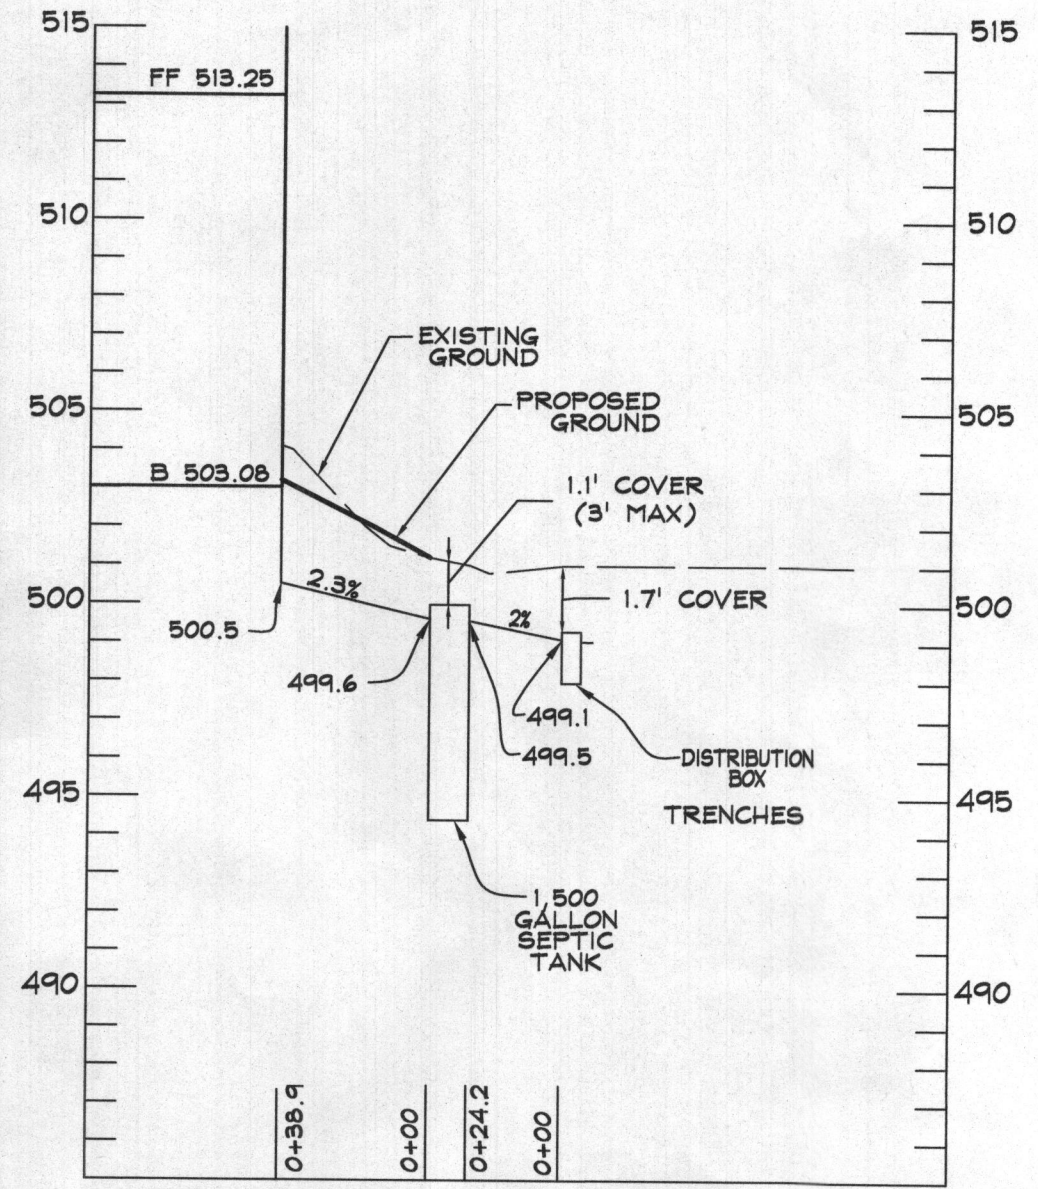 515
515
FF 513.25
510
510
EXISTING
GROUND
505
PROPOSED
GROUND
505
B 503.08
1.1' COVER
(3' MAX)
500
2.3%
2%
1.7' COVER
500
500.5
499.6
499.1
499.5
DISTRIBUTION
BOX
495
TRENCHES
495
1,500
GALLON
SEPTIC
TANK
490
490
0+38.9
0+00
0+24.2
0+00